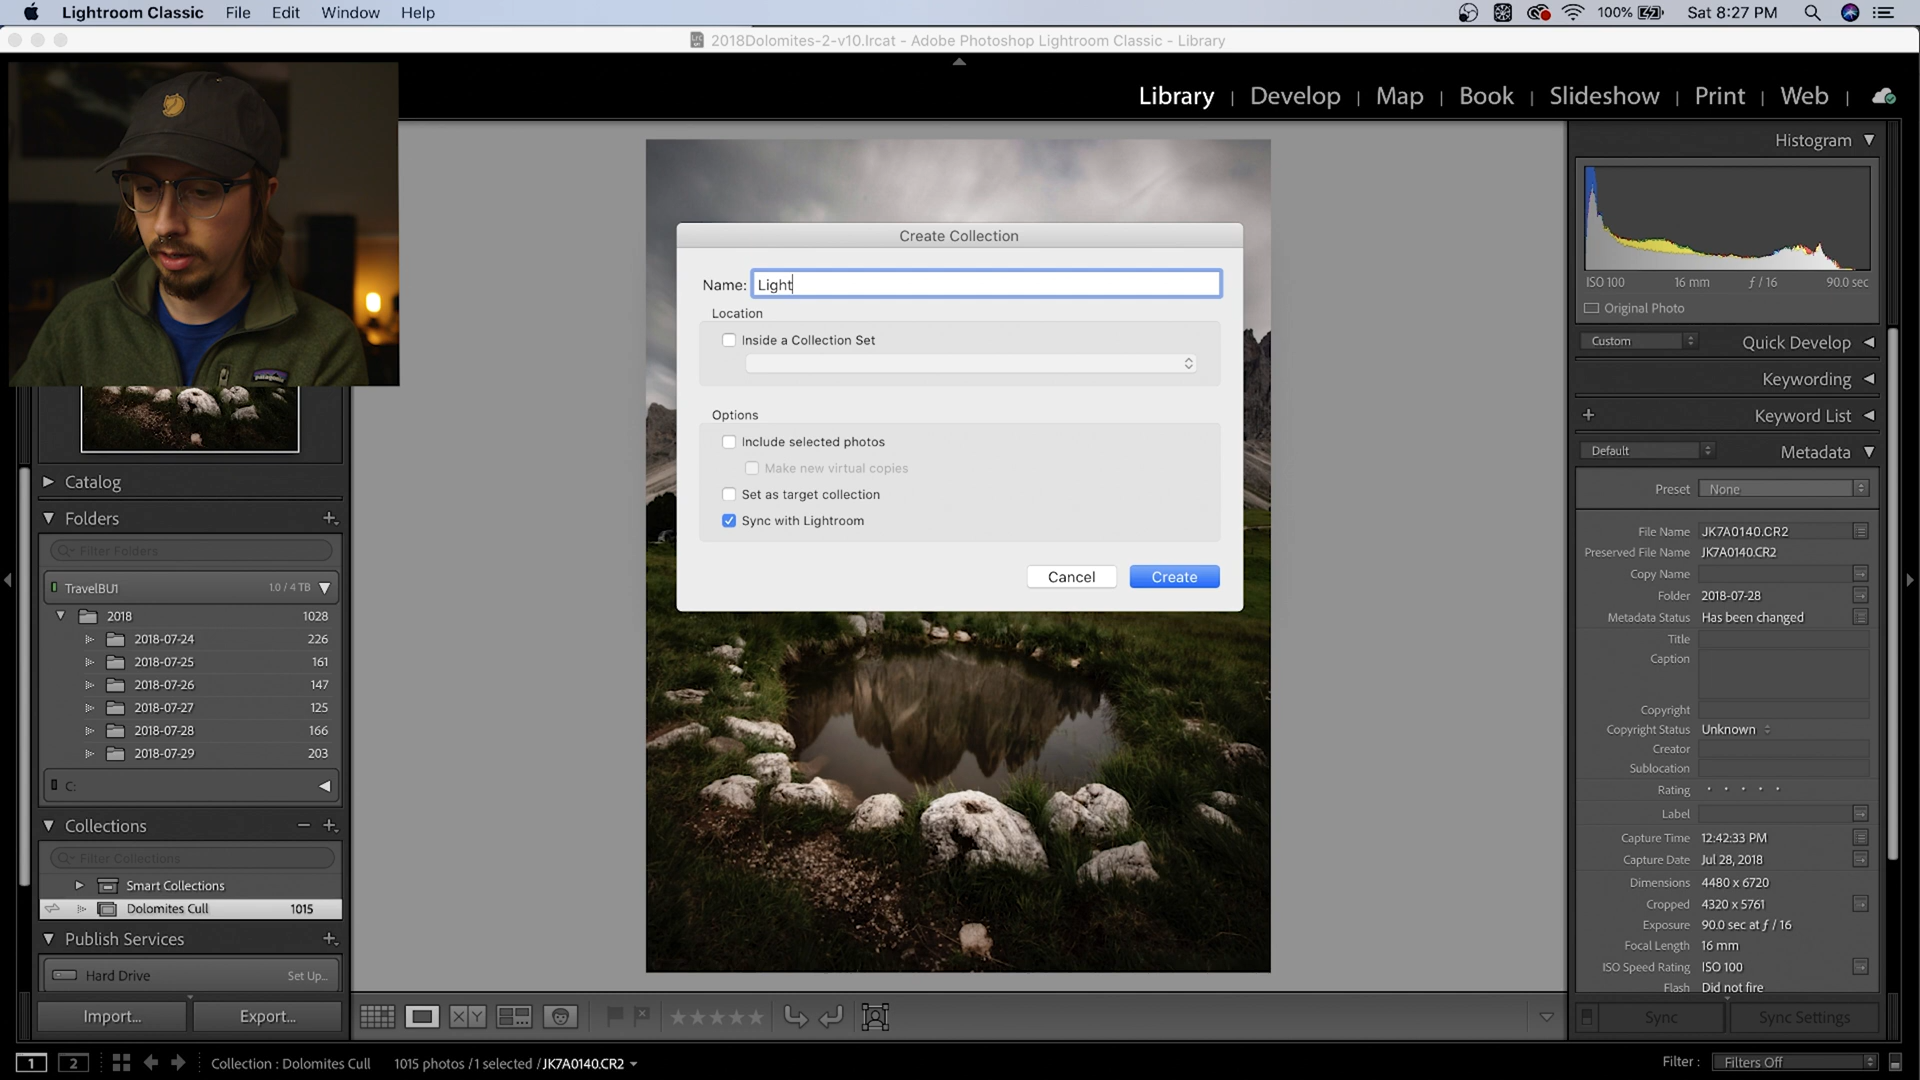 Lightroom Classic File Edit Window Help 100% Sat 8:27 PM
2018Dolomites-2-v10.lrcat - Adobe Photoshop Lightroom Classic - Library
Library | Develop | Map | Book | Slideshow | Print | Web |
Histogram
ISO 100 16 mm ƒ / 16 90.0 sec
Original Photo
Custom Quick Develop
Keywording
Keyword List
Default Metadata
Preset None
File Name JK7A0140.CR2
Preserved File Name JK7A0140.CR2
Copy Name
Folder 2018-07-28
Metadata Status Has been changed
Title
Caption
Copyright
Copyright Status Unknown
Creator
Sublocation
Rating
Label
Capture Time 12:42:33 PM
Capture Date Jul 28, 2018
Dimensions 4480 x 6720
Cropped 4320 x 5761
Exposure 90.0 sec at ƒ / 16
Focal Length 16 mm
ISO Speed Rating ISO 100
Flash Did not fire
Sync Sync Settings
Create Collection
Name: Light
Location
Inside a Collection Set
Options
Include selected photos
Make new virtual copies
Set as target collection
Sync with Lightroom
Cancel Create
patagonia
Catalog
Folders
Filter Folders
TravelBU1 1.0 / 4 TB
2018 1028
2018-07-24 226
2018-07-25 161
2018-07-26 147
2018-07-27 125
2018-07-28 166
2018-07-29 203
C:
Collections
Filter Collections
Smart Collections
Dolomites Cull 1015
Publish Services
Hard Drive Set Up...
Import... Export...
X Y
1 2 Collection : Dolomites Cull 1015 photos / 1 selected / JK7A0140.CR2 Filter : Filters Off